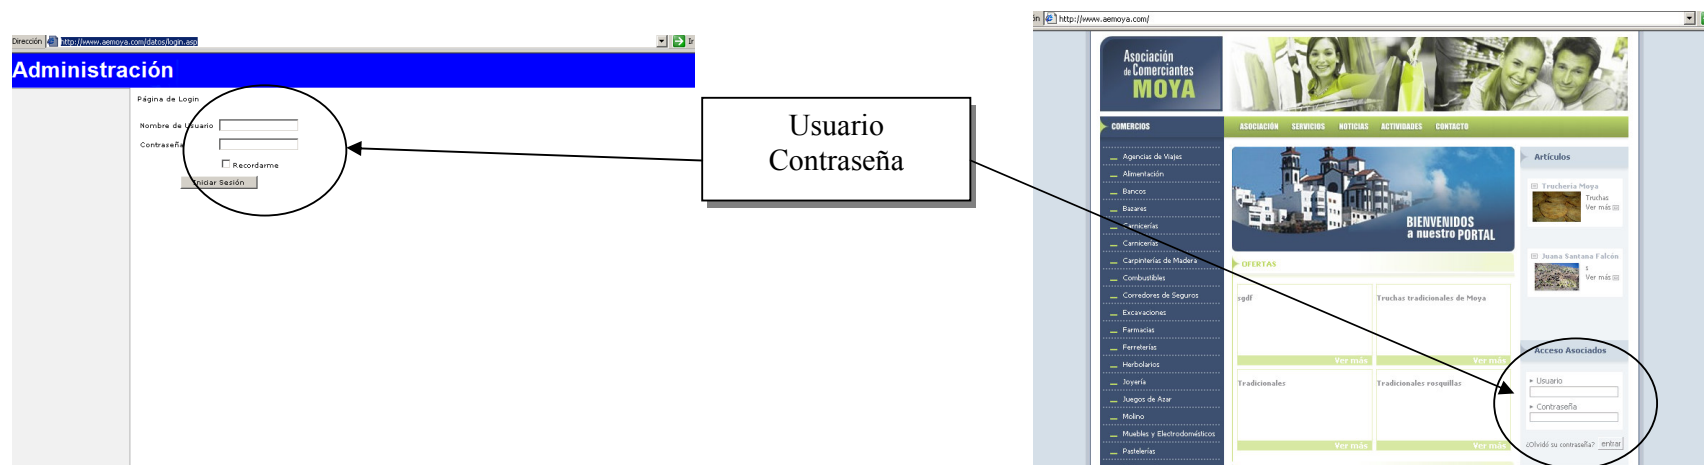 Dirección http://www.aemoya.com/datos/login.asp Ir
Administración
Página de Login
Nombre de Usuario
Contraseña
Recordarme
Iniciar Sesión
Usuario
Contraseña
ón http://www.aemoya.com/
Asociación
de Comerciantes
MOYA
COMERCIOS
ASOCIACIÓN SERVICIOS NOTICIAS ACTIVIDADES CONTACTO
Agencias de Viajes
Alimentación
Bancos
Bazares
Carnicerías
Carnicerías
Carpinterías de Madera
Combustibles
Corredores de Seguros
Excavaciones
Farmacias
Ferreterías
Herbolarios
Joyería
Juegos de Azar
Molino
Muebles y Electrodomésticos
Pastelerías
BIENVENIDOS
a nuestro PORTAL
OFERTAS
sgdf
Ver más
Truchas tradicionales de Moya
Ver más
Tradicionales
Ver más
Tradicionales rosquillas
Ver más
Artículos
Trucheria Moya
Truchas
Ver más
Juana Santana Falcón
s
Ver más
Acceso Asociados
Usuario
Contraseña
¿Olvidó su contraseña? entrar